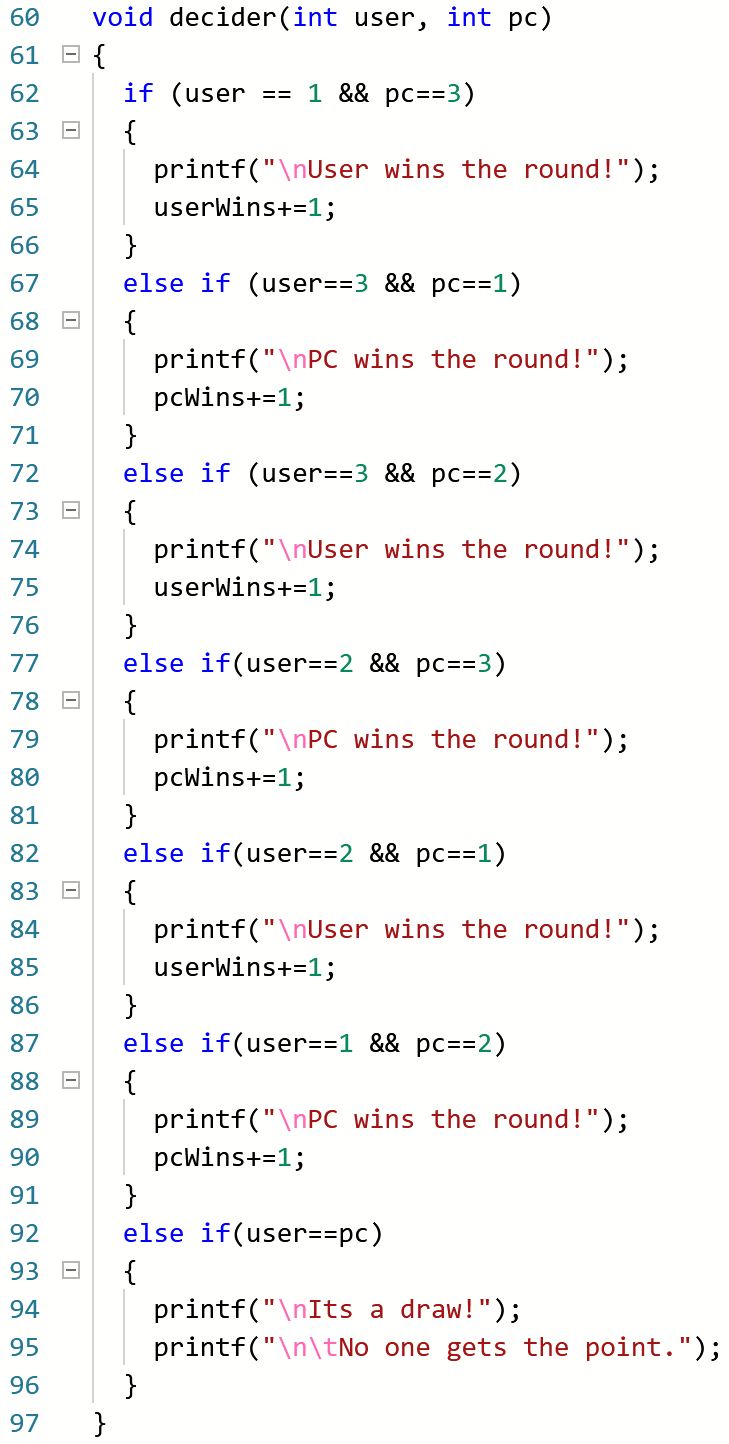 60 void decider(int user, int pc)
61 {
62 if (user == 1 && pc==3)
63 {
64 printf("\nUser wins the round!");
65 userWins+=1;
66 }
67 else if (user==3 && pc==1)
68 {
69 printf("\nPC wins the round!");
70 pcWins+=1;
71 }
72 else if (user==3 && pc==2)
73 {
74 printf("\nUser wins the round!");
75 userWins+=1;
76 }
77 else if(user==2 && pc==3)
78 {
79 printf("\nPC wins the round!");
80 pcWins+=1;
81 }
82 else if(user==2 && pc==1)
83 {
84 printf("\nUser wins the round!");
85 userWins+=1;
86 }
87 else if(user==1 && pc==2)
88 {
89 printf("\nPC wins the round!");
90 pcWins+=1;
91 }
92 else if(user==pc)
93 {
94 printf("\nIts a draw!");
95 printf("\n\tNo one gets the point.");
96 }
97 }